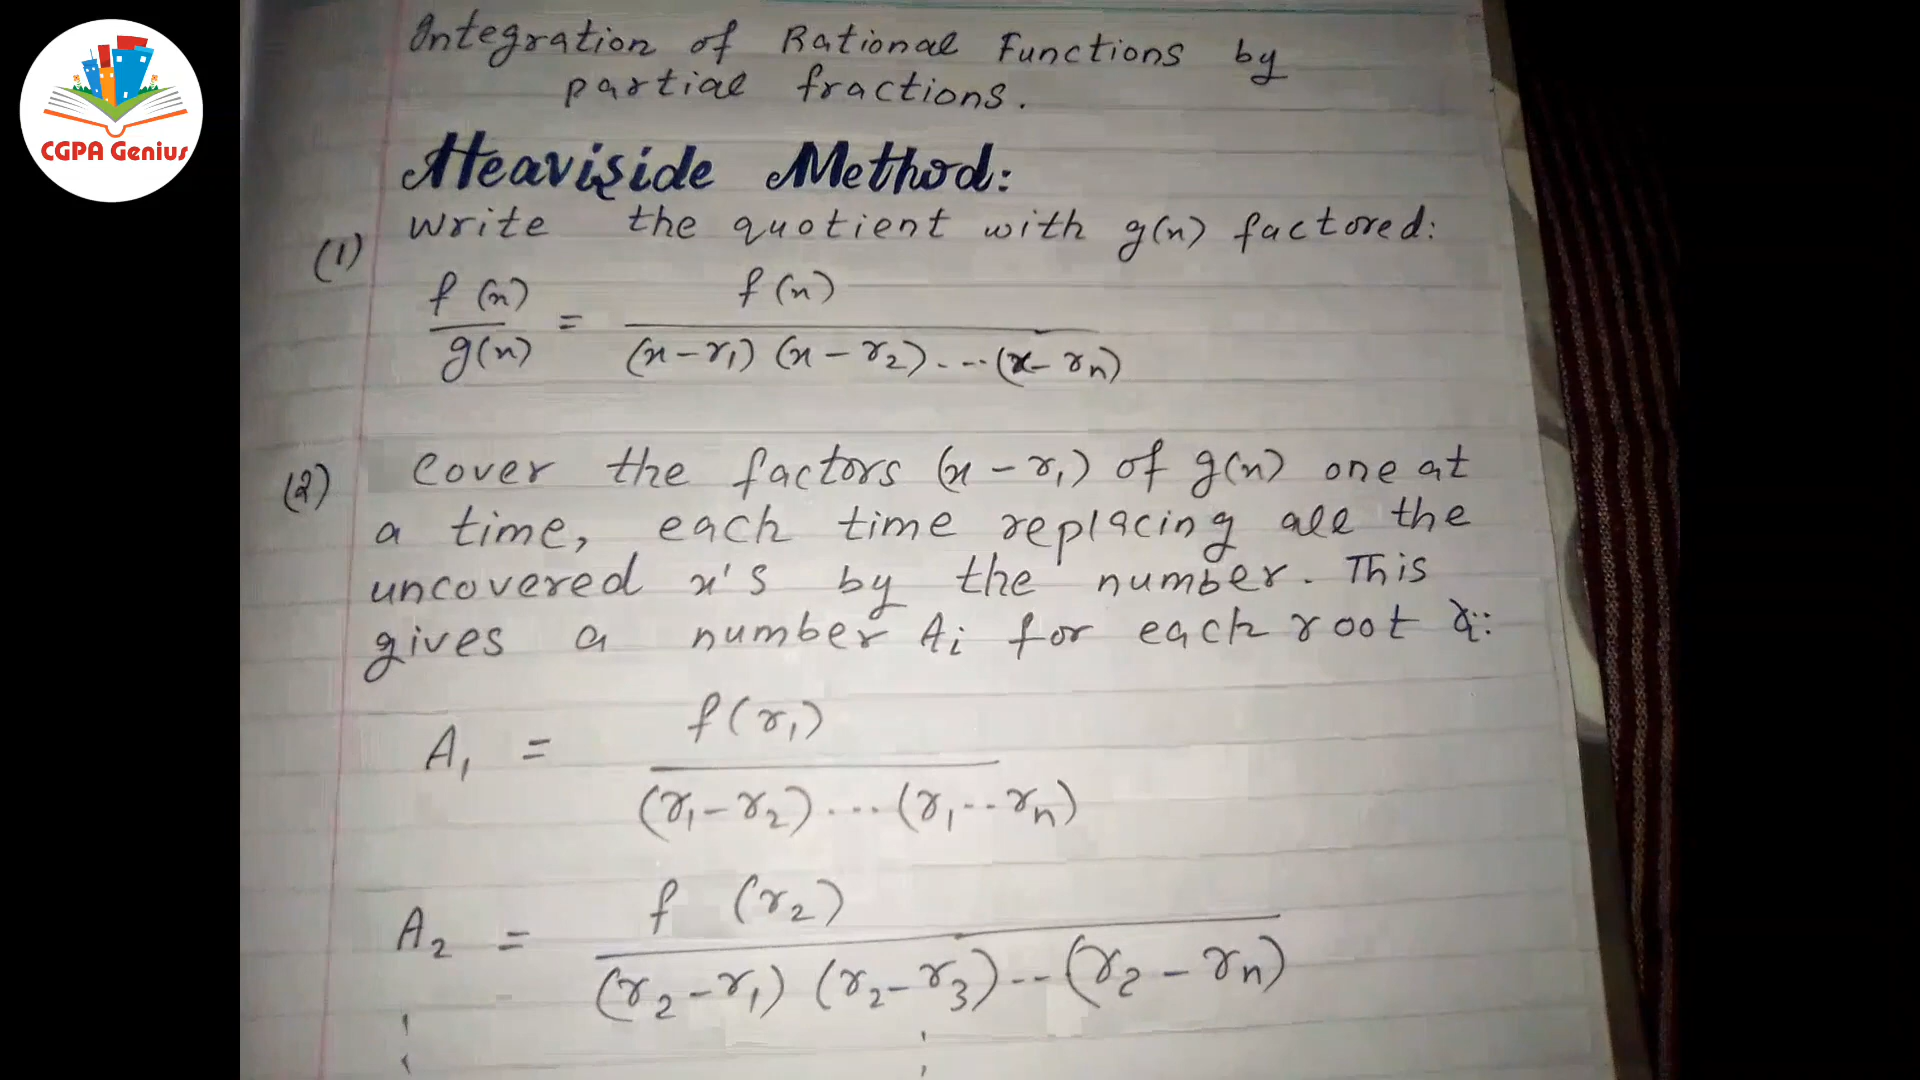 CGPA Genius
Integration of Rational Functions by
partial fractions.
Heaviside Method:
(1) Write the quotient with g(x) factored:
f(x)/g(x) = f(x)/(x-r₁)(x-r₂)...(x-rₙ)
(2) Cover the factors (x-r₁) of g(x) one at
a time, each time replacing all the
uncovered x's by the number. This
gives a number Aᵢ for each root rᵢ:
A₁ = f(r₁)/(r₁-r₂)...(r₁--rₙ)
A₂ = f(r₂)/(r₂-r₁)(r₂-r₃)--(r₂-rₙ)